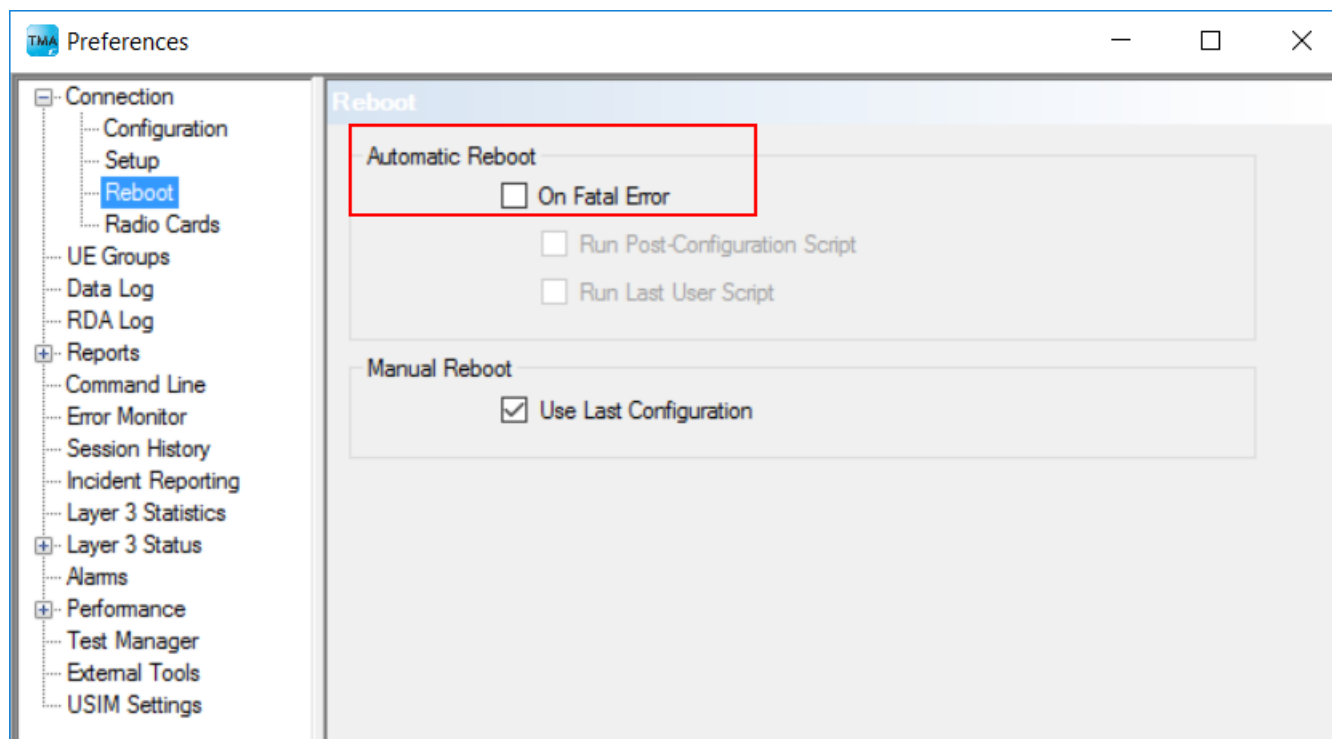 TMA Preferences
Connection
Configuration
Setup
Reboot
Radio Cards
UE Groups
Data Log
RDA Log
Reports
Command Line
Error Monitor
Session History
Incident Reporting
Layer 3 Statistics
Layer 3 Status
Alarms
Performance
Test Manager
External Tools
USIM Settings
Reboot
Automatic Reboot
On Fatal Error
Run Post-Configuration Script
Run Last User Script
Manual Reboot
Use Last Configuration